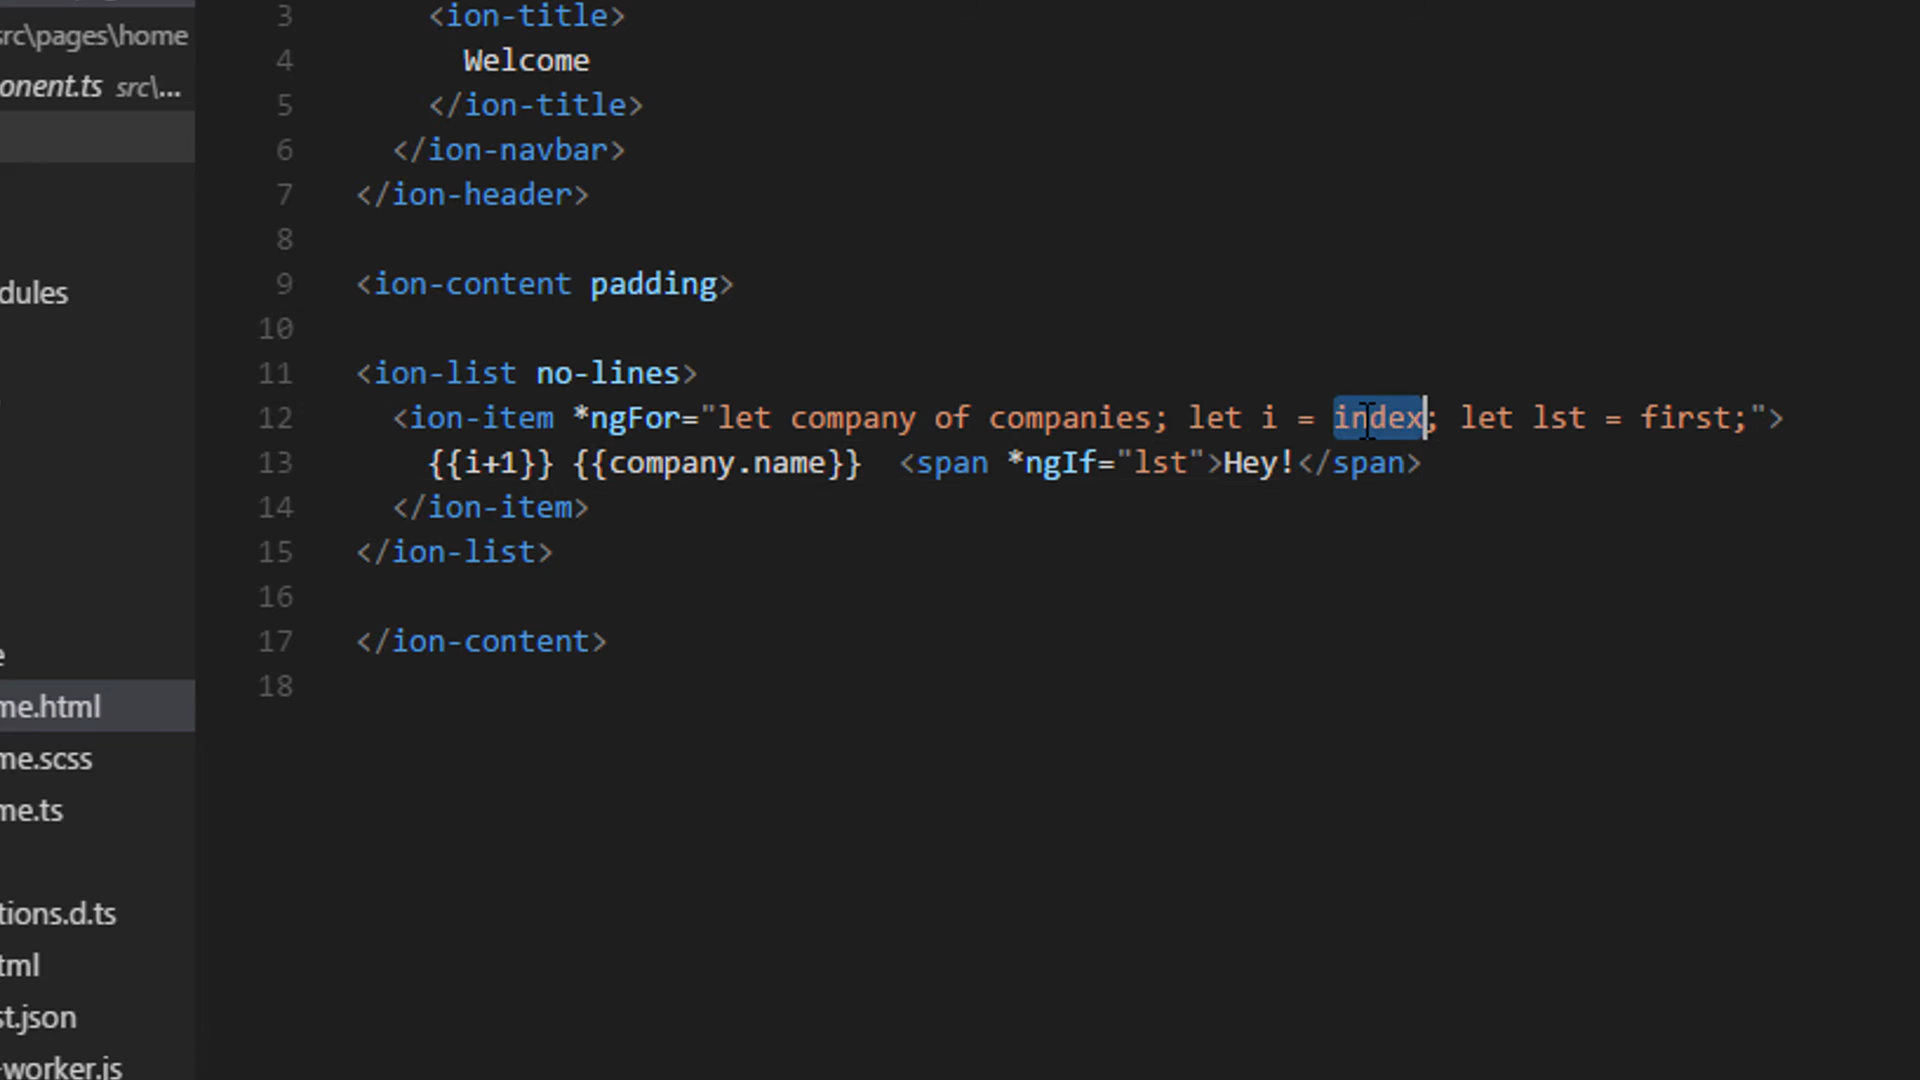 src\pages\home
onent.ts src\...
dules
e
me.html
me.scss
me.ts
tions.d.ts
tml
st.json
-worker.js
3 <ion-title>
4 Welcome
5 </ion-title>
6 </ion-navbar>
7 </ion-header>
8
9 <ion-content padding>
10
11 <ion-list no-lines>
12 <ion-item *ngFor="let company of companies; let i = index; let lst = first;">
13 {{i+1}} {{company.name}} <span *ngIf="lst">Hey!</span>
14 </ion-item>
15 </ion-list>
16
17 </ion-content>
18